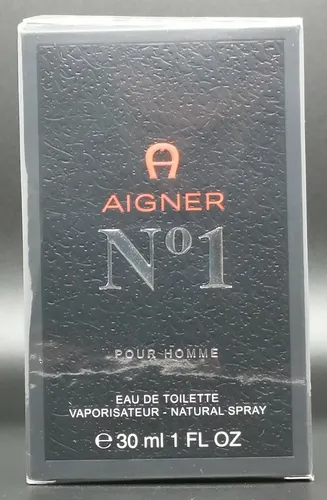 AIGNER
Nº1
POUR HOMME
EAU DE TOILETTE
VAPORISATEUR - NATURAL SPRAY
℮ 30 ml 1 FL OZ